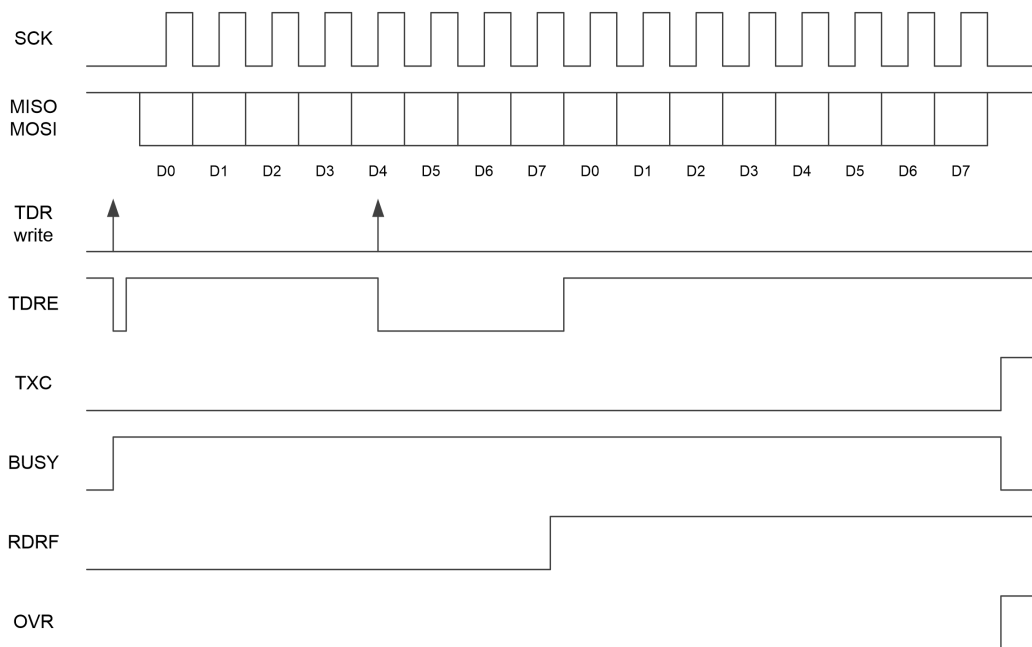 SCK
MISO
MOSI
D0 D1 D2 D3 D4 D5 D6 D7 D0 D1 D2 D3 D4 D5 D6 D7
TDR
write
TDRE
TXC
BUSY
RDRF
OVR